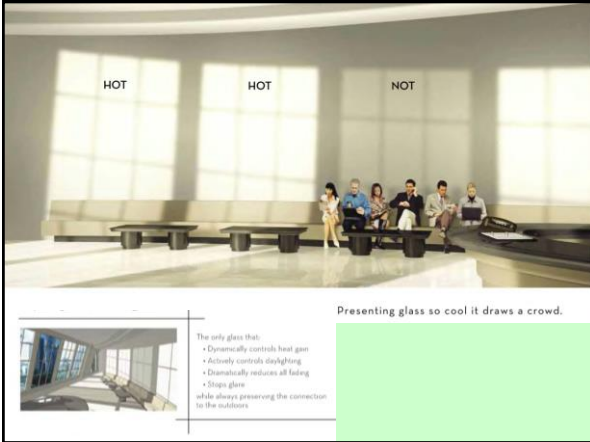 HOT
HOT
NOT
Presenting glass so cool it draws a crowd.
The only glass that:
• Dynamically controls heat gain
• Actively controls daylighting
• Dramatically reduces all fading
• Stops glare
while always preserving the connection
to the outdoors